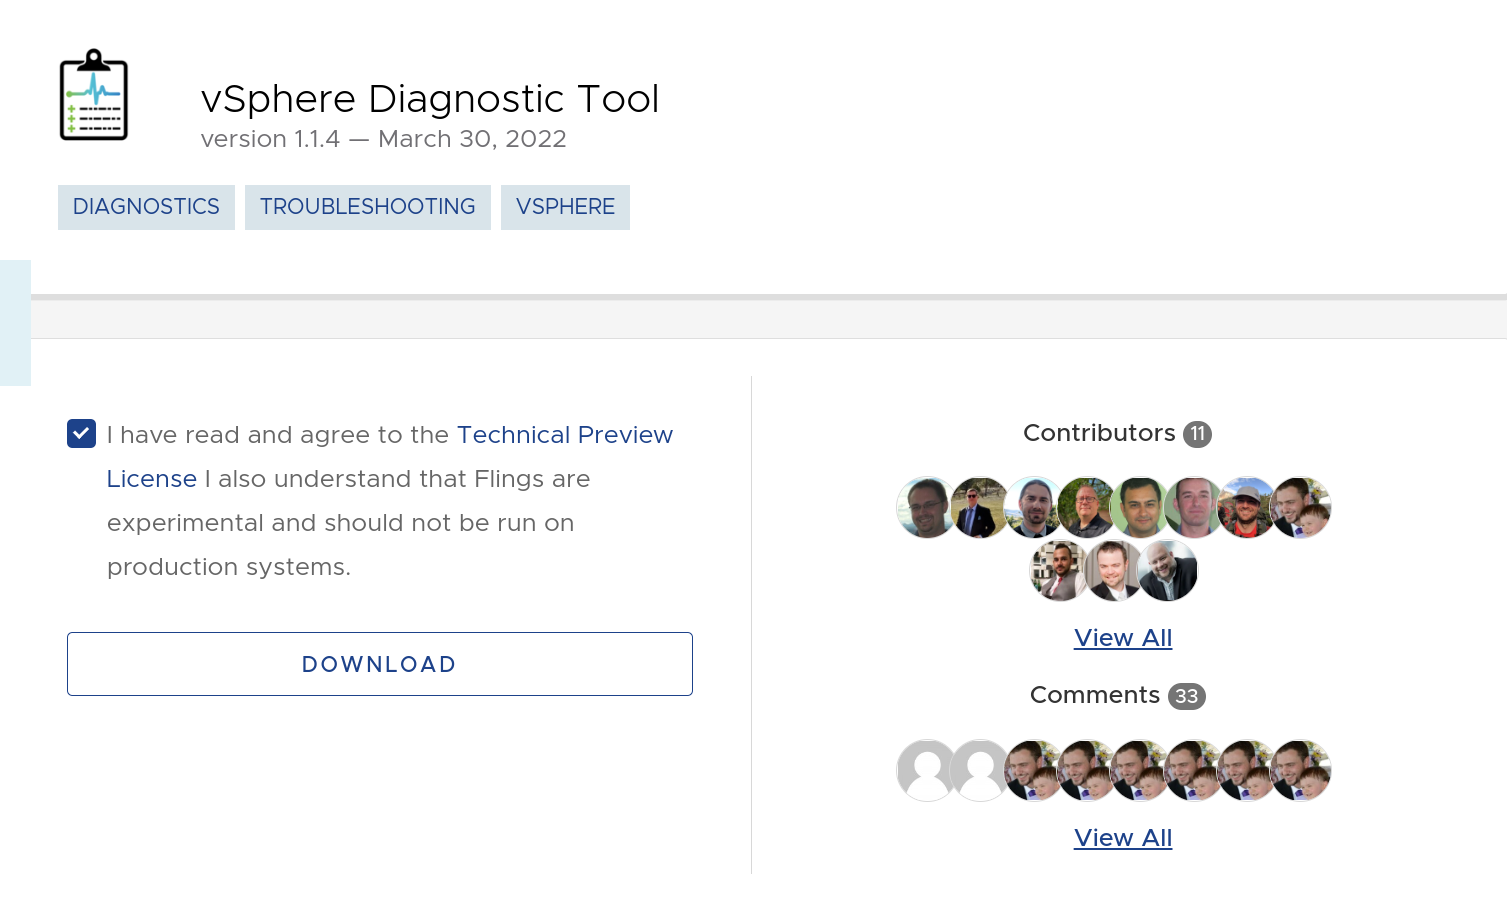 vSphere Diagnostic Tool
version 1.1.4 — March 30, 2022
DIAGNOSTICS
TROUBLESHOOTING
VSPHERE
I have read and agree to the Technical Preview
License I also understand that Flings are
experimental and should not be run on
production systems.
DOWNLOAD
Contributors 11
View All
Comments 33
View All